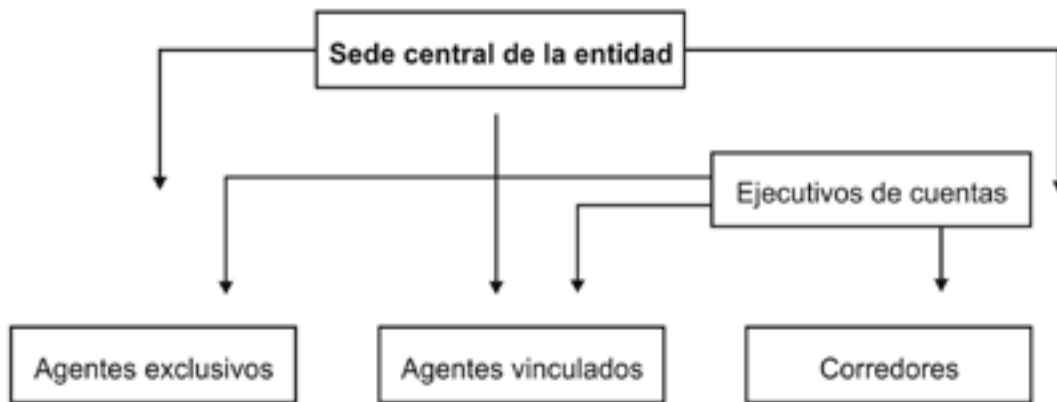 Sede central de la entidad
Ejecutivos de cuentas
Agentes exclusivos
Agentes vinculados
Corredores